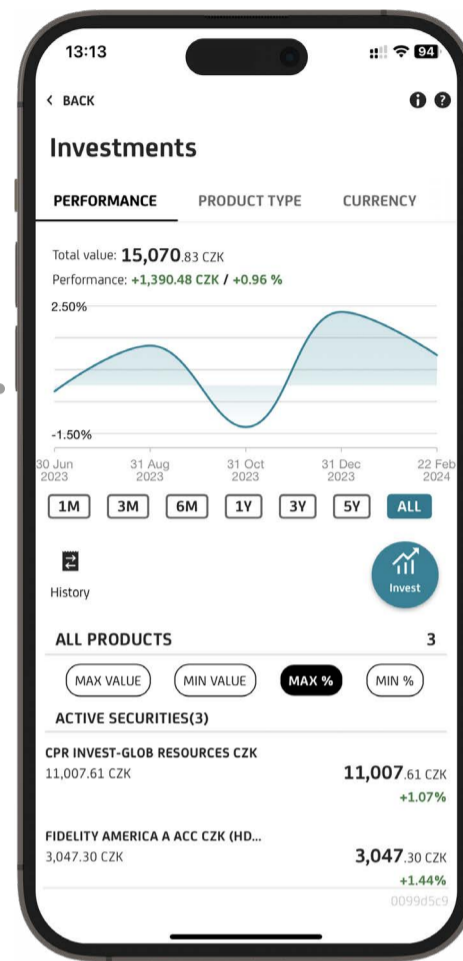 13:13
94
BACK
Investments
PERFORMANCE PRODUCT TYPE CURRENCY
Total value: 15,070.83 CZK
Performance: +1,390.48 CZK / +0.96 %
2.50%
-1.50%
30 Jun 2023
31 Aug 2023
31 Oct 2023
31 Dec 2023
22 Feb 2024
1M 3M 6M 1Y 3Y 5Y ALL
History
Invest
ALL PRODUCTS 3
MAX VALUE MIN VALUE MAX % MIN %
ACTIVE SECURITIES(3)
CPR INVEST-GLOB RESOURCES CZK
11,007.61 CZK 11,007.61 CZK
+1.07%
FIDELITY AMERICA A ACC CZK (HD...
3,047.30 CZK 3,047.30 CZK
+1.44%
0099d5c9